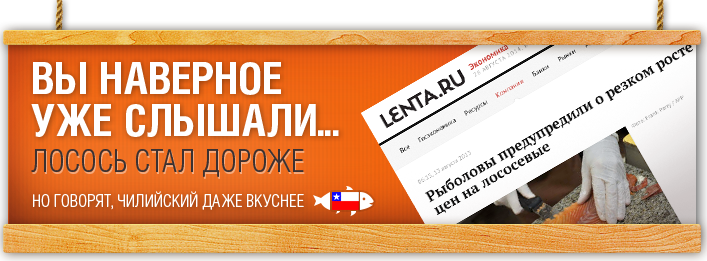 ВЫ НАВЕРНОЕ
УЖЕ СЛЫШАЛИ...
ЛОСОСЬ СТАЛ ДОРОЖЕ
НО ГОВОРЯТ, ЧИЛИЙСКИЙ ДАЖЕ ВКУСНЕЕ
LENTA.RU
Экономика
Все Госэкономика Ресурсы Компании Банки Рынки
Рыболовы предупредили о резком росте
цен на лососевые